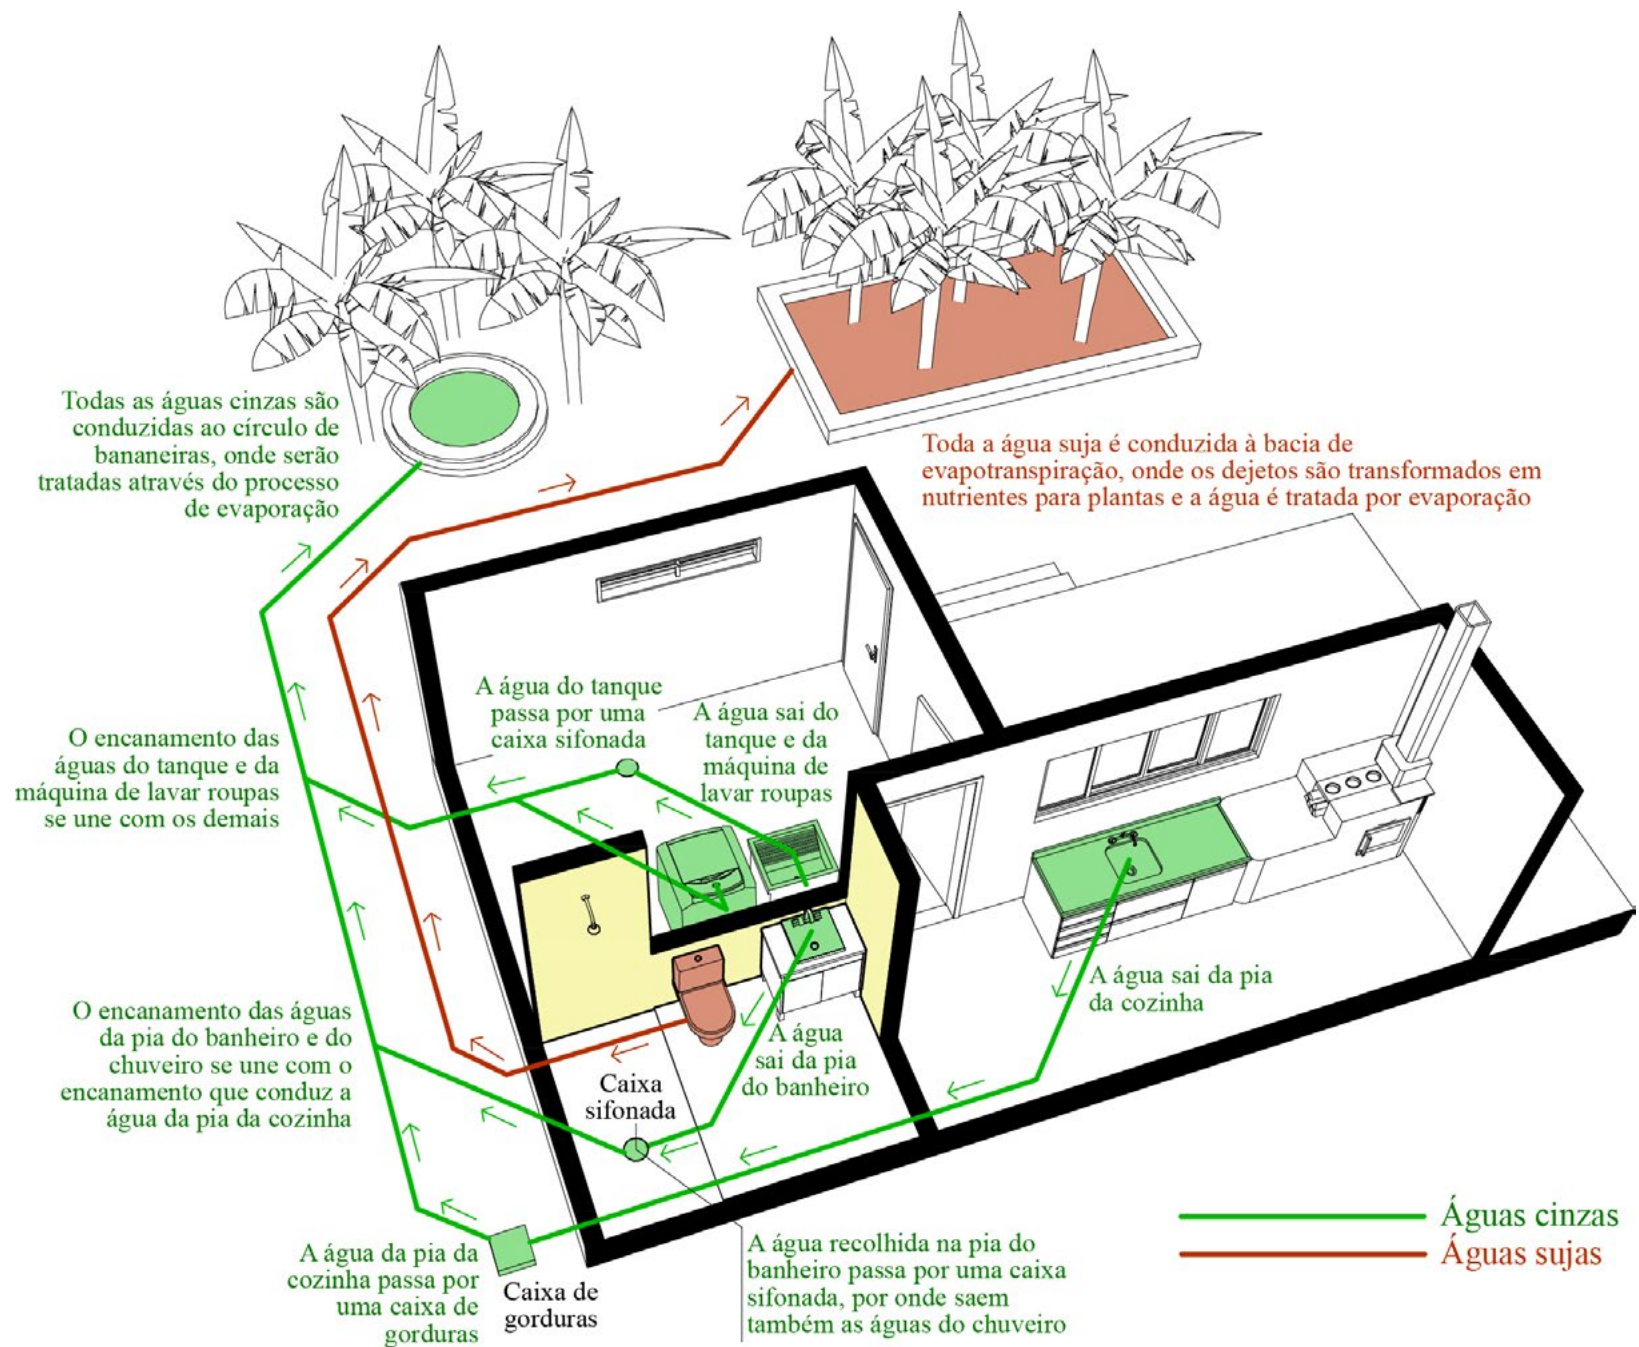 Todas as águas cinzas são
conduzidas ao círculo de
bananeiras, onde serão
tratadas através do processo
de evaporação
Toda a água suja é conduzida à bacia de
evapotranspiração, onde os dejetos são transformados em
nutrientes para plantas e a água é tratada por evaporação
A água do tanque
passa por uma
caixa sifonada
A água sai do
tanque e da
máquina de
lavar roupas
O encanamento das
águas do tanque e da
máquina de lavar roupas
se une com os demais
A água sai da pia
da cozinha
O encanamento das águas
da pia do banheiro e do
chuveiro se une com o
encanamento que conduz a
água da pia da cozinha
A água
sai da pia
do banheiro
Caixa
sifonada
Águas cinzas
Águas sujas
A água da pia da
cozinha passa por
uma caixa de
gorduras
Caixa de
gorduras
A água recolhida na pia do
banheiro passa por uma caixa
sifonada, por onde saem
também as águas do chuveiro